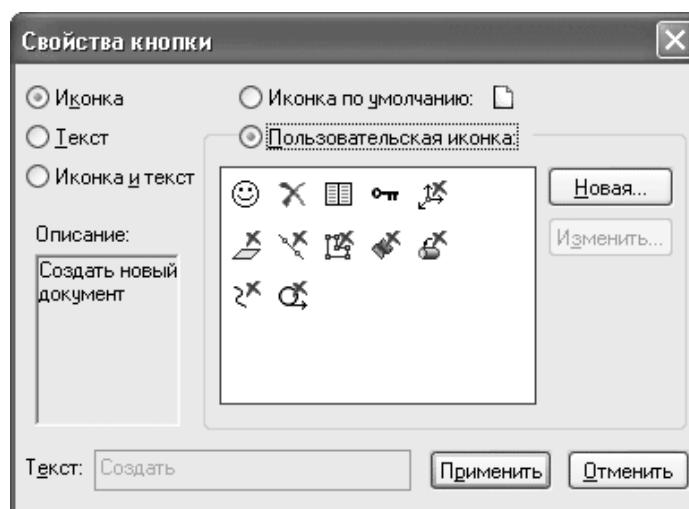 Свойства кнопки
Иконка
Иконка по умолчанию:
Текст
Пользовательская иконка:
Иконка и текст
Новая...
Описание:
Изменить...
Создать новый
документ
Текст:
Создать
Применить
Отменить